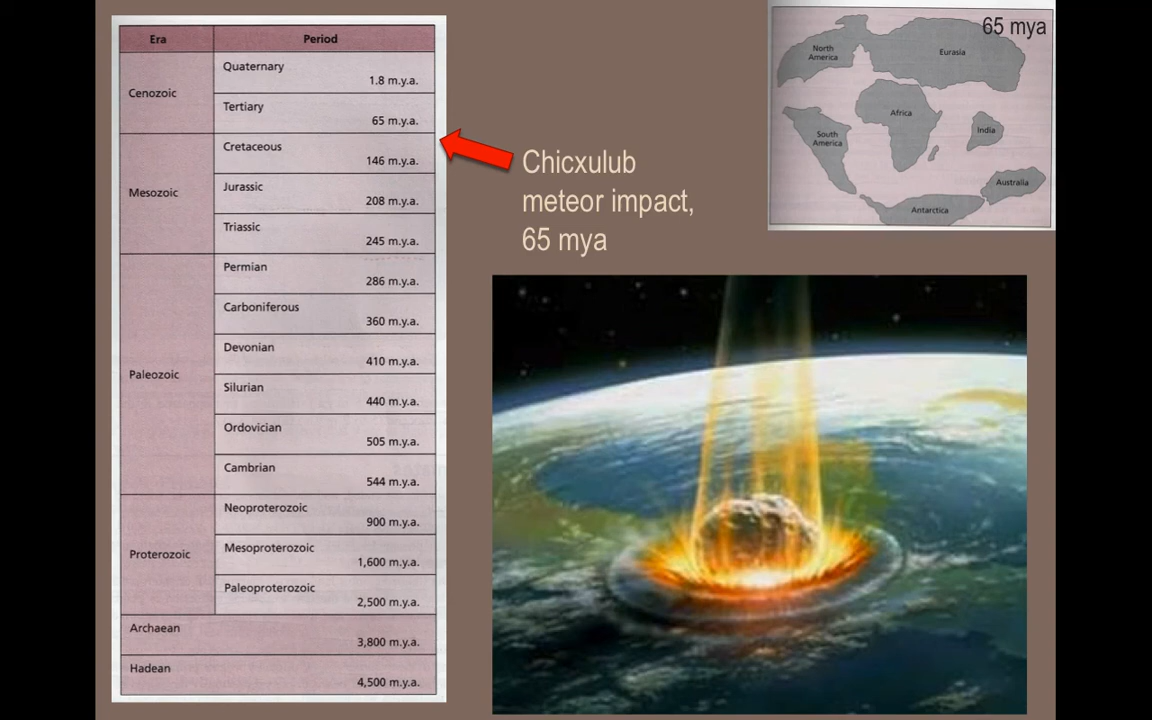 Era Period
Cenozoic
Quaternary
1.8 m.y.a.
Tertiary
65 m.y.a.
Mesozoic
Cretaceous
146 m.y.a.
Jurassic
208 m.y.a.
Triassic
245 m.y.a.
Paleozoic
Permian
286 m.y.a.
Carboniferous
360 m.y.a.
Devonian
410 m.y.a.
Silurian
440 m.y.a.
Ordovician
505 m.y.a.
Cambrian
544 m.y.a.
Proterozoic
Neoproterozoic
900 m.y.a.
Mesoproterozoic
1,600 m.y.a.
Paleoproterozoic
2,500 m.y.a.
Archaean
3,800 m.y.a.
Hadean
4,500 m.y.a.
Chicxulub
meteor impact,
65 mya
65 mya
North
America
Eurasia
Africa
India
South
America
Australia
Antarctica